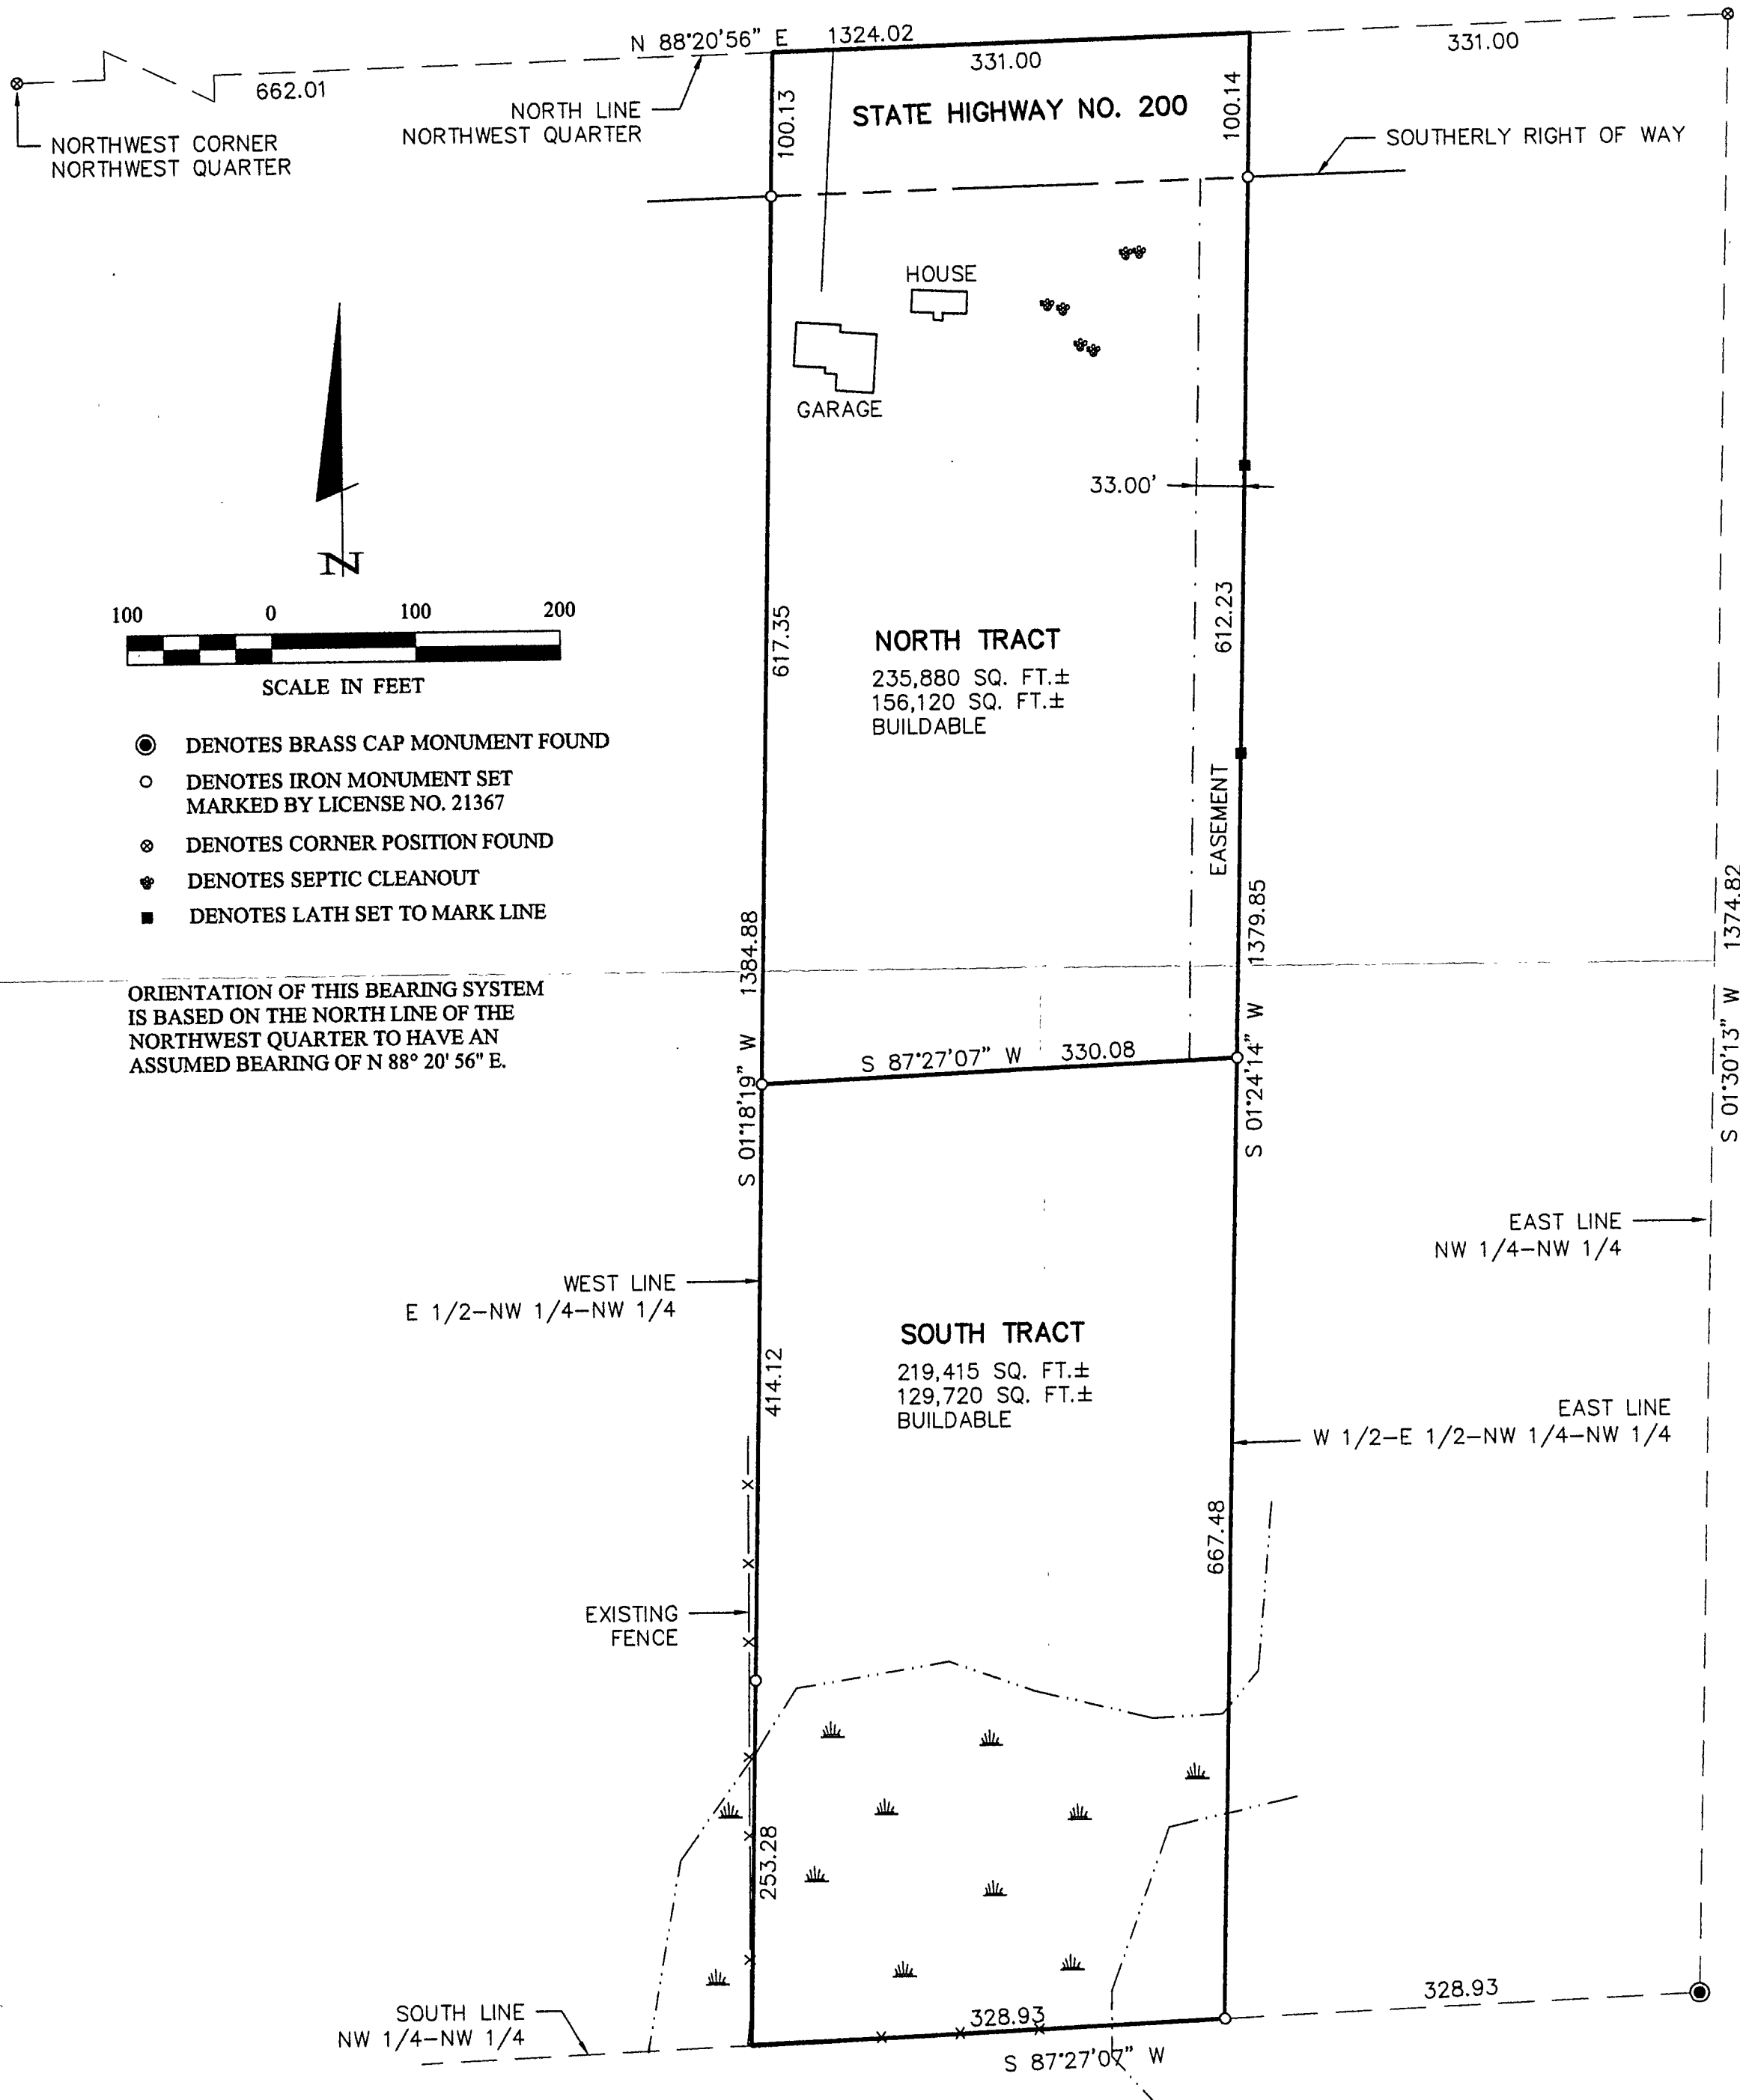 N 88°20'56" E 1324.02
331.00
331.00
662.01
NORTHWEST CORNER
NORTHWEST QUARTER
NORTH LINE
NORTHWEST QUARTER
100.13
STATE HIGHWAY NO. 200
100.14
SOUTHERLY RIGHT OF WAY
HOUSE
GARAGE
33.00'
N
100 0 100 200
SCALE IN FEET
617.35
612.23
NORTH TRACT
235,880 SQ. FT.±
156,120 SQ. FT.±
BUILDABLE
DENOTES BRASS CAP MONUMENT FOUND
DENOTES IRON MONUMENT SET
MARKED BY LICENSE NO. 21367
DENOTES CORNER POSITION FOUND
DENOTES SEPTIC CLEANOUT
DENOTES LATH SET TO MARK LINE
EASEMENT
S 01°18'19" W 1384.88
S 01°24'14" W 1379.85
S 01°30'13" W 1374.82
ORIENTATION OF THIS BEARING SYSTEM
IS BASED ON THE NORTH LINE OF THE
NORTHWEST QUARTER TO HAVE AN
ASSUMED BEARING OF N 88° 20' 56" E.
S 87°27'07" W 330.08
EAST LINE
NW 1/4-NW 1/4
WEST LINE
E 1/2-NW 1/4-NW 1/4
SOUTH TRACT
219,415 SQ. FT.±
129,720 SQ. FT.±
BUILDABLE
414.12
EAST LINE
W 1/2-E 1/2-NW 1/4-NW 1/4
667.48
EXISTING
FENCE
253.28
SOUTH LINE
NW 1/4-NW 1/4
328.93
328.93
S 87°27'07" W